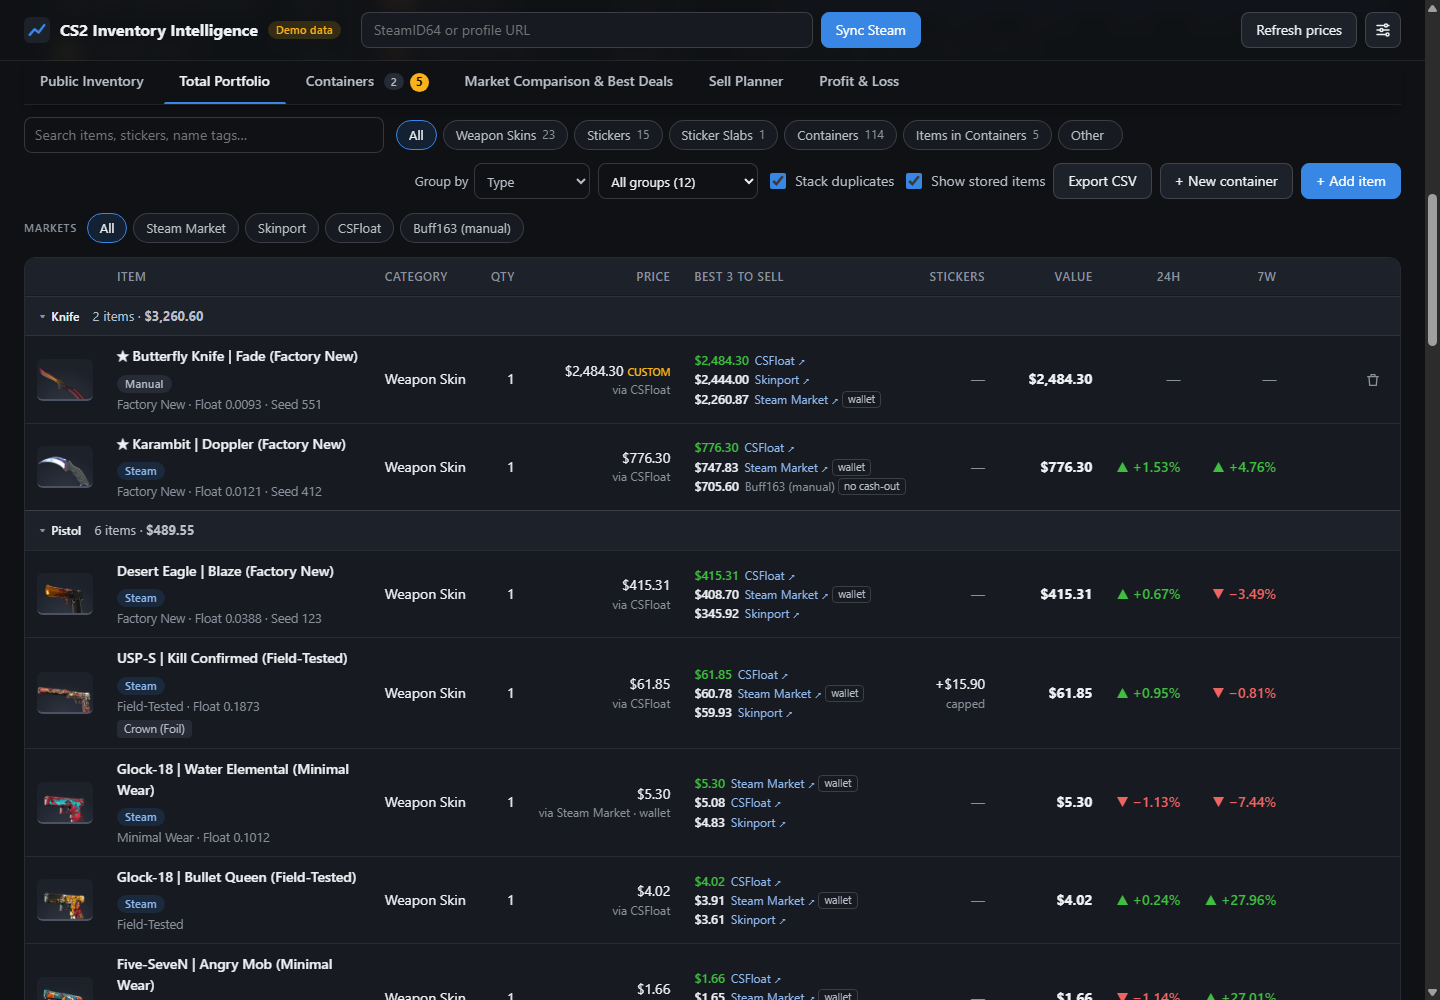 CS2 Inventory Intelligence Demo data SteamID64 or profile URL Sync Steam Refresh prices
Public Inventory Total Portfolio Containers 2 5 Market Comparison & Best Deals Sell Planner Profit & Loss
Search items, stickers, name tags... All Weapon Skins 23 Stickers 15 Sticker Slabs 1 Containers 114 Items in Containers 5 Other
Group by Type All groups (12) Stack duplicates Show stored items Export CSV + New container + Add item
MARKETS All Steam Market Skinport CSFloat Buff163 (manual)
ITEM CATEGORY QTY PRICE BEST 3 TO SELL STICKERS VALUE 24H 7W
Knife 2 items · $3,260.60
★ Butterfly Knife | Fade (Factory New)
Manual
Factory New · Float 0.0093 · Seed 551
Weapon Skin 1
$2,484.30 CUSTOM
via CSFloat
$2,484.30 CSFloat ↗
$2,444.00 Skinport ↗
$2,260.87 Steam Market ↗ wallet
— $2,484.30 — —
★ Karambit | Doppler (Factory New)
Steam
Factory New · Float 0.0121 · Seed 412
Weapon Skin 1
$776.30
via CSFloat
$776.30 CSFloat ↗
$747.83 Steam Market ↗ wallet
$705.60 Buff163 (manual) no cash-out
— $776.30 ▲ +1.53% ▲ +4.76%
Pistol 6 items · $489.55
Desert Eagle | Blaze (Factory New)
Steam
Factory New · Float 0.0388 · Seed 123
Weapon Skin 1
$415.31
via CSFloat
$415.31 CSFloat ↗
$408.70 Steam Market ↗ wallet
$345.92 Skinport ↗
— $415.31 ▲ +0.67% ▼ −3.49%
USP-S | Kill Confirmed (Field-Tested)
Steam
Field-Tested · Float 0.1873
Crown (Foil)
Weapon Skin 1
$61.85
via CSFloat
$61.85 CSFloat ↗
$60.78 Steam Market ↗ wallet
$59.93 Skinport ↗
+$15.90
capped
$61.85 ▲ +0.95% ▼ −0.81%
Glock-18 | Water Elemental (Minimal
Wear)
Steam
Minimal Wear · Float 0.1012
Weapon Skin 1
$5.30
via Steam Market · wallet
$5.30 Steam Market ↗ wallet
$5.08 CSFloat ↗
$4.83 Skinport ↗
— $5.30 ▼ −1.13% ▼ −7.44%
Glock-18 | Bullet Queen (Field-Tested)
Steam
Field-Tested
Weapon Skin 1
$4.02
via CSFloat
$4.02 CSFloat ↗
$3.91 Steam Market ↗ wallet
$3.61 Skinport ↗
— $4.02 ▲ +0.24% ▲ +27.96%
Five-SeveN | Angry Mob (Minimal
Wear)
Weapon Skin 1
$1.66
$1.66 CSFloat ↗
$1.65 Steam Market ↗ wallet
$1.66 ▼ −1.14% ▲ +27.01%